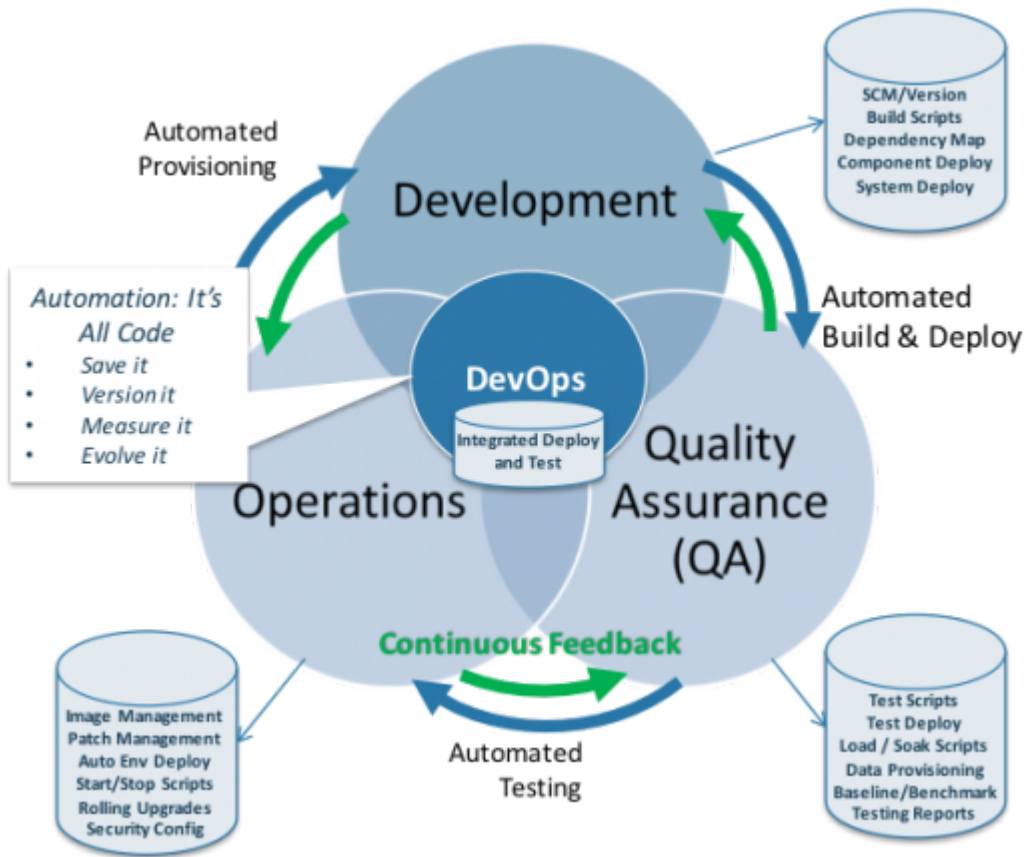 SCM/Version
Build Scripts
Dependency Map
Component Deploy
System Deploy
Automated
Provisioning
Development
Automation: It's
All Code
• Save it
• Version it
• Measure it
• Evolve it
Automated
Build & Deploy
DevOps
Integrated Deploy
and Test
Operations
Quality
Assurance
(QA)
Continuous Feedback
Automated
Testing
Image Management
Patch Management
Auto Env Deploy
Start/Stop Scripts
Rolling Upgrades
Security Config
Test Scripts
Test Deploy
Load / Soak Scripts
Data Provisioning
Baseline/Benchmark
Testing Reports